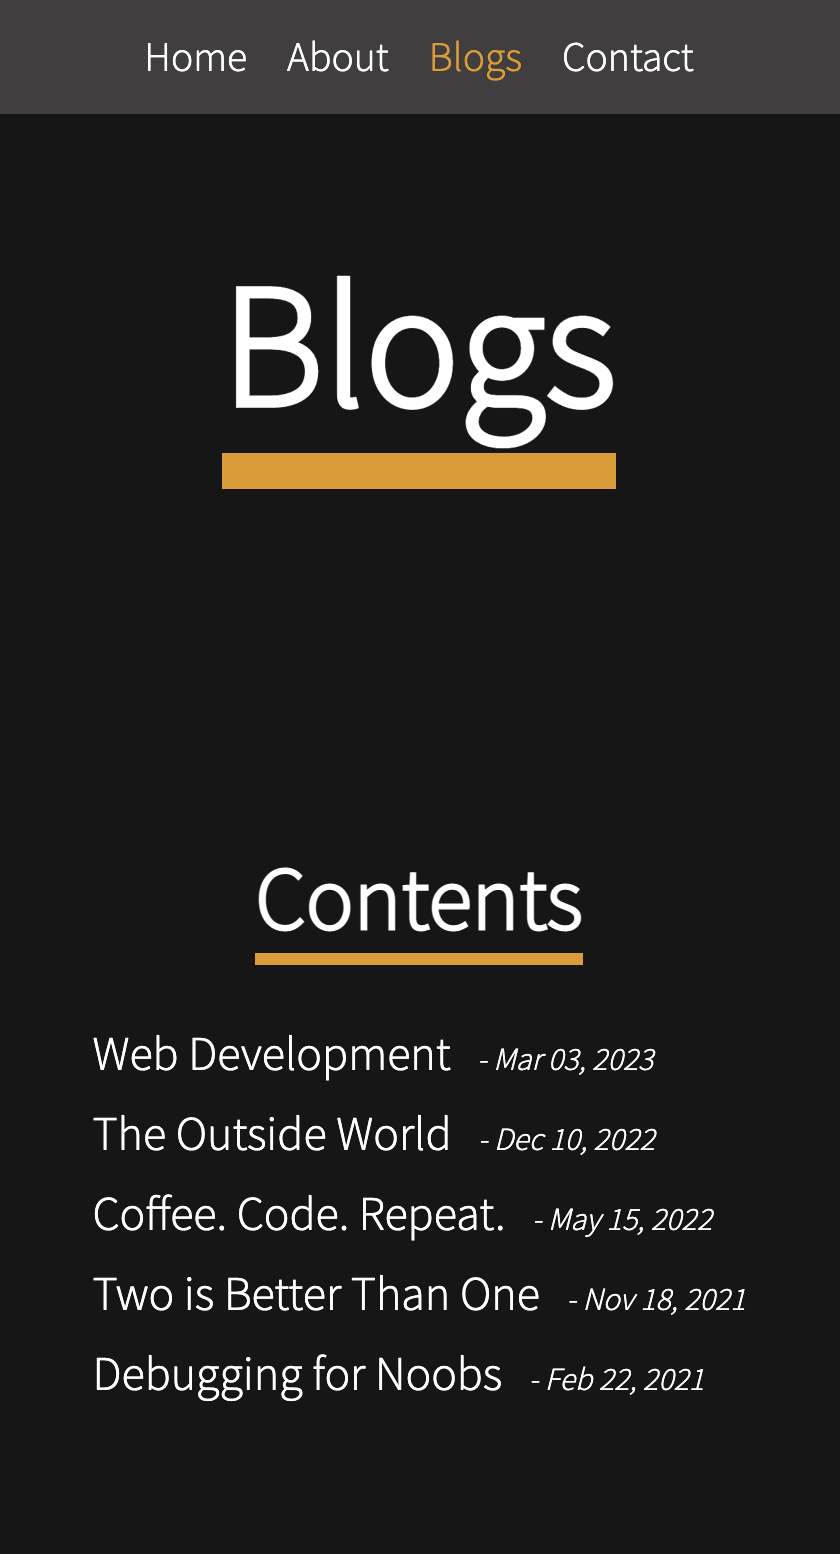 Home About Blogs Contact
Blogs
Contents
Web Development - Mar 03, 2023
The Outside World - Dec 10, 2022
Coffee. Code. Repeat. - May 15, 2022
Two is Better Than One - Nov 18, 2021
Debugging for Noobs - Feb 22, 2021